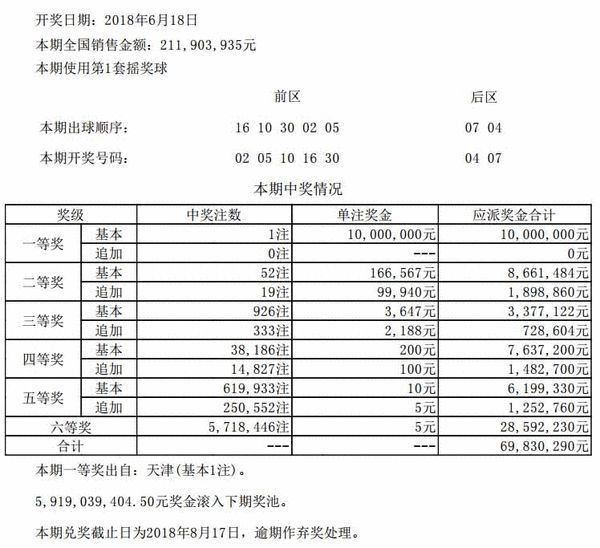 开奖日期：2018年6月18日
本期全国销售金额：211,903,935元
本期使用第1套摇奖球
前区 后区
本期出球顺序： 16 10 30 02 05 07 04
本期开奖号码： 02 05 10 16 30 04 07
本期中奖情况
奖级 中奖注数 单注奖金 应派奖金合计
一等奖 基本 1注 10,000,000元 10,000,000元
追加 0注 --- 0元
二等奖 基本 52注 166,567元 8,661,484元
追加 19注 99,940元 1,898,860元
三等奖 基本 926注 3,647元 3,377,122元
追加 333注 2,188元 728,604元
四等奖 基本 38,186注 200元 7,637,200元
追加 14,827注 100元 1,482,700元
五等奖 基本 619,933注 10元 6,199,330元
追加 250,552注 5元 1,252,760元
六等奖 5,718,446注 5元 28,592,230元
合计 --- --- 69,830,290元
本期一等奖出自：天津(基本1注)。
5,919,039,404.50元奖金滚入下期奖池。
本期兑奖截止日为2018年8月17日，逾期作弃奖处理。